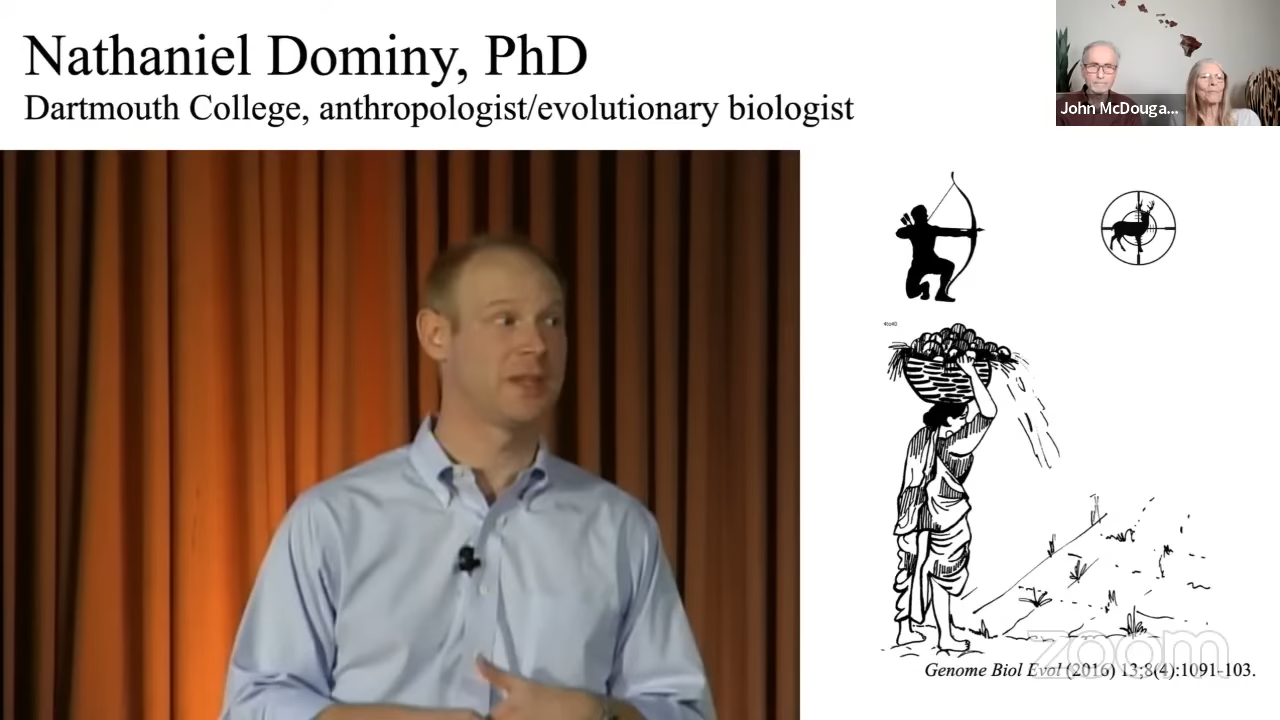 Nathaniel Dominy, PhD
Dartmouth College, anthropologist/evolutionary biologist
John McDouga...
Genome Biol Evol (2016) 13;8(4):1091-103.
zoom